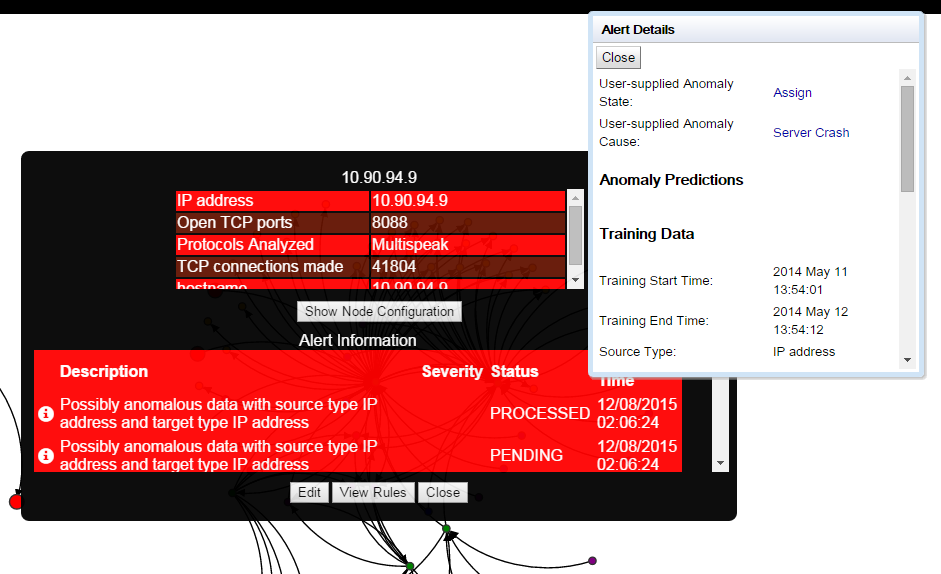 Alert Details
Close
User-supplied Anomaly State: Assign
User-supplied Anomaly Cause: Server Crash
Anomaly Predictions
Training Data
Training Start Time: 2014 May 11 13:54:01
Training End Time: 2014 May 12 13:54:12
Source Type: IP address
10.90.94.9
IP address 10.90.94.9
Open TCP ports 8088
Protocols Analyzed Multispeak
TCP connections made 41804
hostname 10.90.94.9
Show Node Configuration
Alert Information
Description Severity Status Time
Possibly anomalous data with source type IP address and target type IP address PROCESSED 12/08/2015 02:06:24
Possibly anomalous data with source type IP address and target type IP address PENDING 12/08/2015 02:06:24
Edit View Rules Close